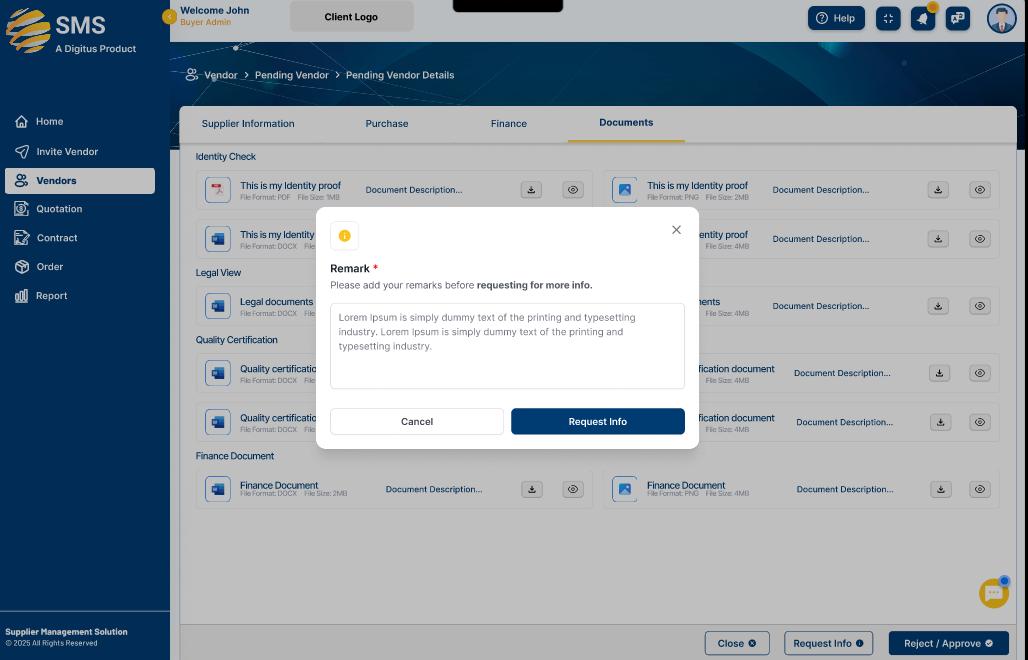 SMS
A Digitus Product
Welcome John
Buyer Admin
Client Logo
Help
Home
Invite Vendor
Vendors
Quotation
Contract
Order
Report
Supplier Management Solution
© 2025 All Rights Reserved
Vendor > Pending Vendor > Pending Vendor Details
Supplier Information Purchase Finance Documents
Identity Check
This is my Identity proof Document Description...
File Format: PDF File Size: 1MB
This is my Identity proof Document Description...
File Format: PNG File Size: 2MB
This is my Identity
File Format: DOCX File
entity proof Document Description...
File Size: 4MB
Legal View
Legal documents
File Format: DOCX File
ments Document Description...
File Size: 4MB
Quality Certification
Quality certificatio
File Format: DOCX File
fication document Document Description...
File Size: 4MB
Quality certificatio
File Format: DOCX File
fication document Document Description...
File Size: 4MB
Finance Document
Finance Document Document Description...
File Format: DOCX File Size: 2MB
Finance Document Document Description...
File Format: PNG File Size: 4MB
Remark *
Please add your remarks before requesting for more info.
Lorem Ipsum is simply dummy text of the printing and typesetting
industry. Lorem Ipsum is simply dummy text of the printing and
typesetting industry.
Cancel
Request Info
Close
Request Info
Reject / Approve